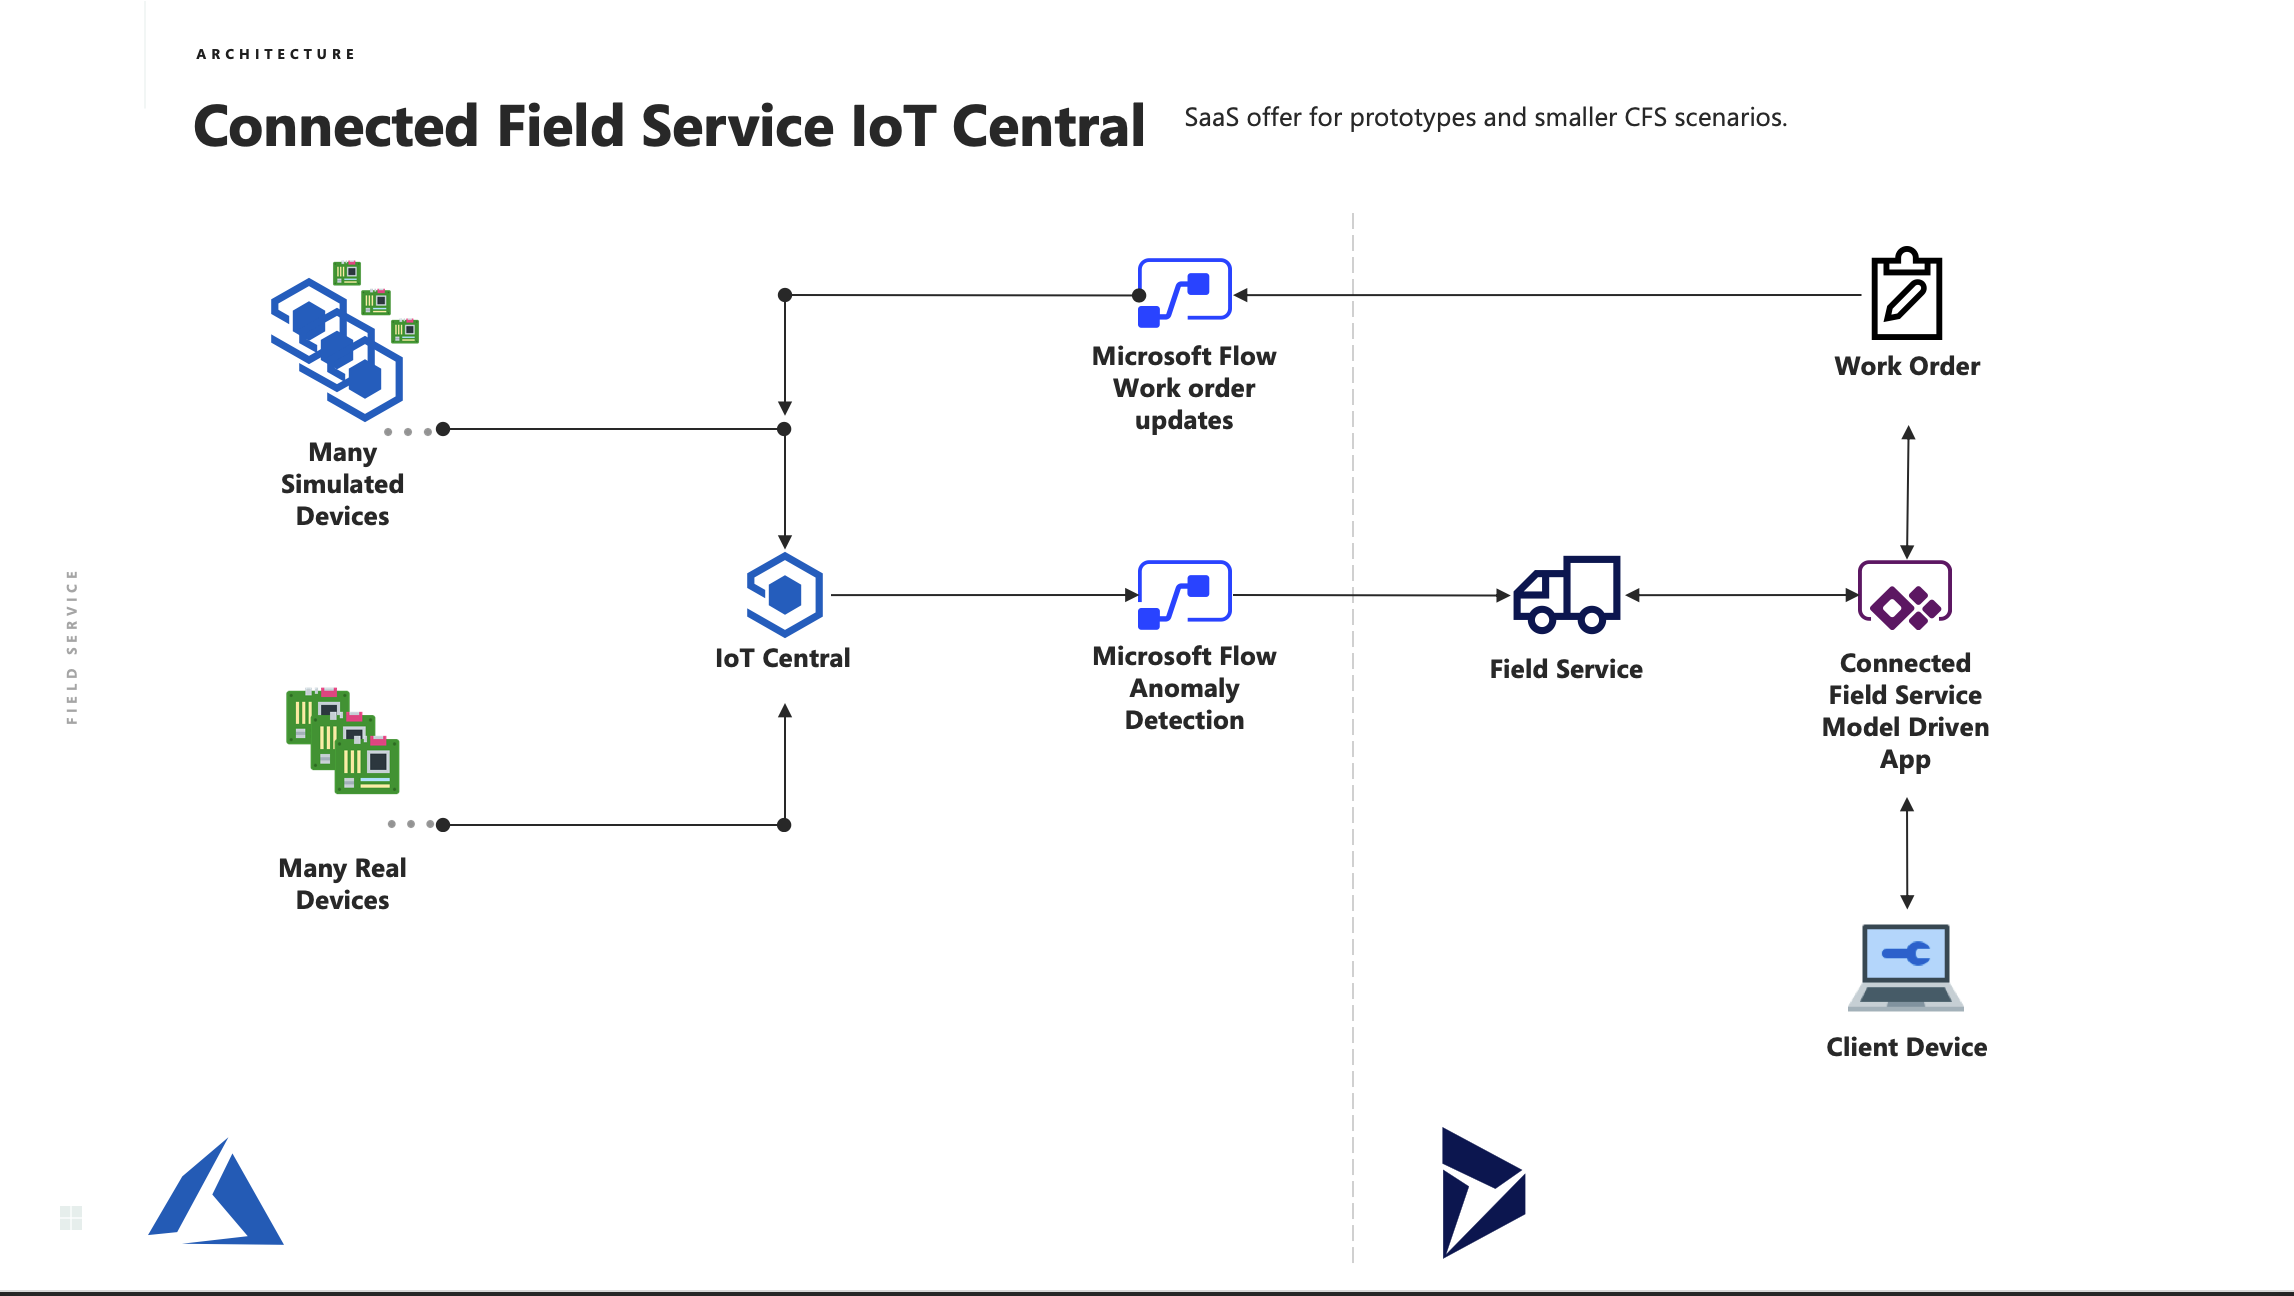 ARCHITECTURE
Connected Field Service IoT Central
SaaS offer for prototypes and smaller CFS scenarios.
FIELD SERVICE
Many
Simulated
Devices
Microsoft Flow
Work order
updates
Work Order
IoT Central
Microsoft Flow
Anomaly
Detection
Field Service
Connected
Field Service
Model Driven
App
Many Real
Devices
Client Device